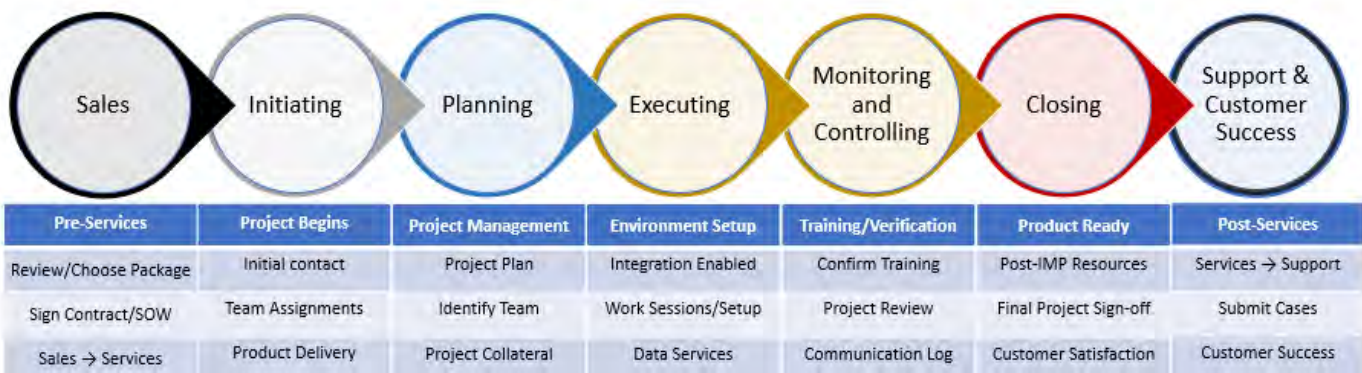 Sales
Initiating
Planning
Executing
Monitoring
and
Controlling
Closing
Support &
Customer
Success
Pre-Services
Project Begins
Project Management
Environment Setup
Training/Verification
Product Ready
Post-Services
Review/Choose Package
Initial contact
Project Plan
Integration Enabled
Confirm Training
Post-IMP Resources
Services → Support
Sign Contract/SOW
Team Assignments
Identify Team
Work Sessions/Setup
Project Review
Final Project Sign-off
Submit Cases
Sales → Services
Product Delivery
Project Collateral
Data Services
Communication Log
Customer Satisfaction
Customer Success